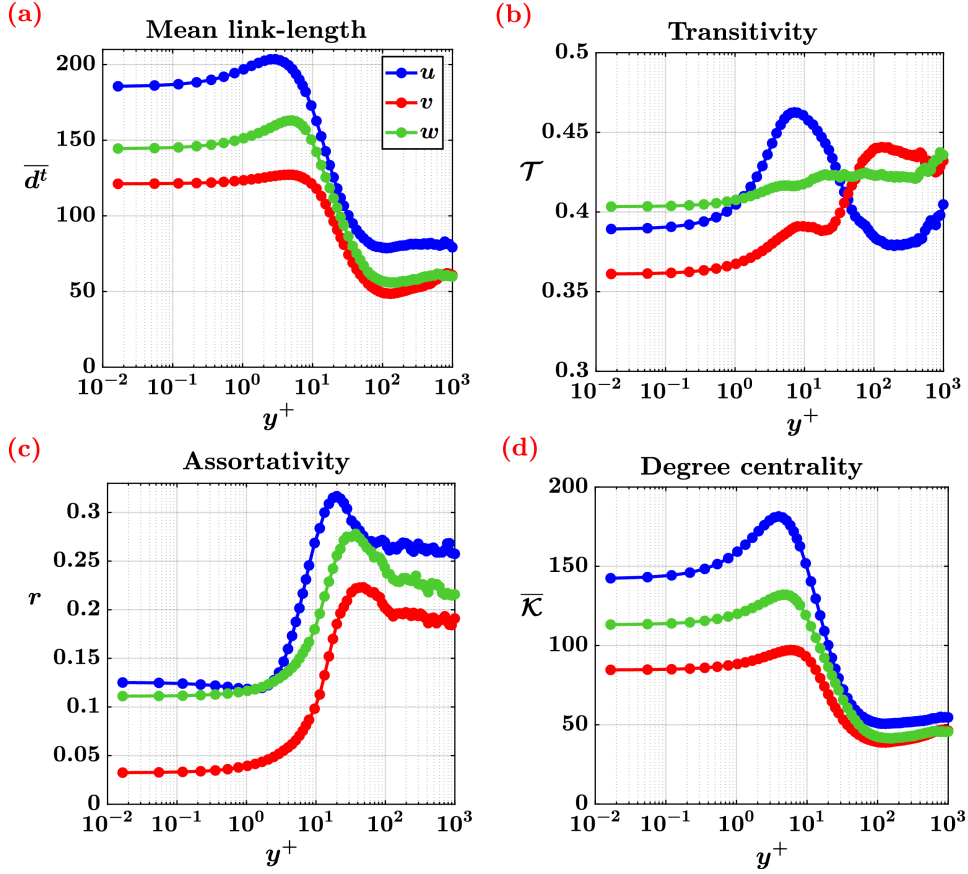 (a)
Mean link-length
200
150
100
50
0
d̅ᵗ
u
v
w
10⁻² 10⁻¹ 10⁰ 10¹ 10² 10³
y⁺
(b)
Transitivity
0.5
0.45
0.4
0.35
0.3
𝒯
10⁻² 10⁻¹ 10⁰ 10¹ 10² 10³
y⁺
(c)
Assortativity
0.3
0.25
0.2
0.15
0.1
0.05
0
r
10⁻² 10⁻¹ 10⁰ 10¹ 10² 10³
y⁺
(d)
Degree centrality
200
150
100
50
0
𝒦̅
10⁻² 10⁻¹ 10⁰ 10¹ 10² 10³
y⁺